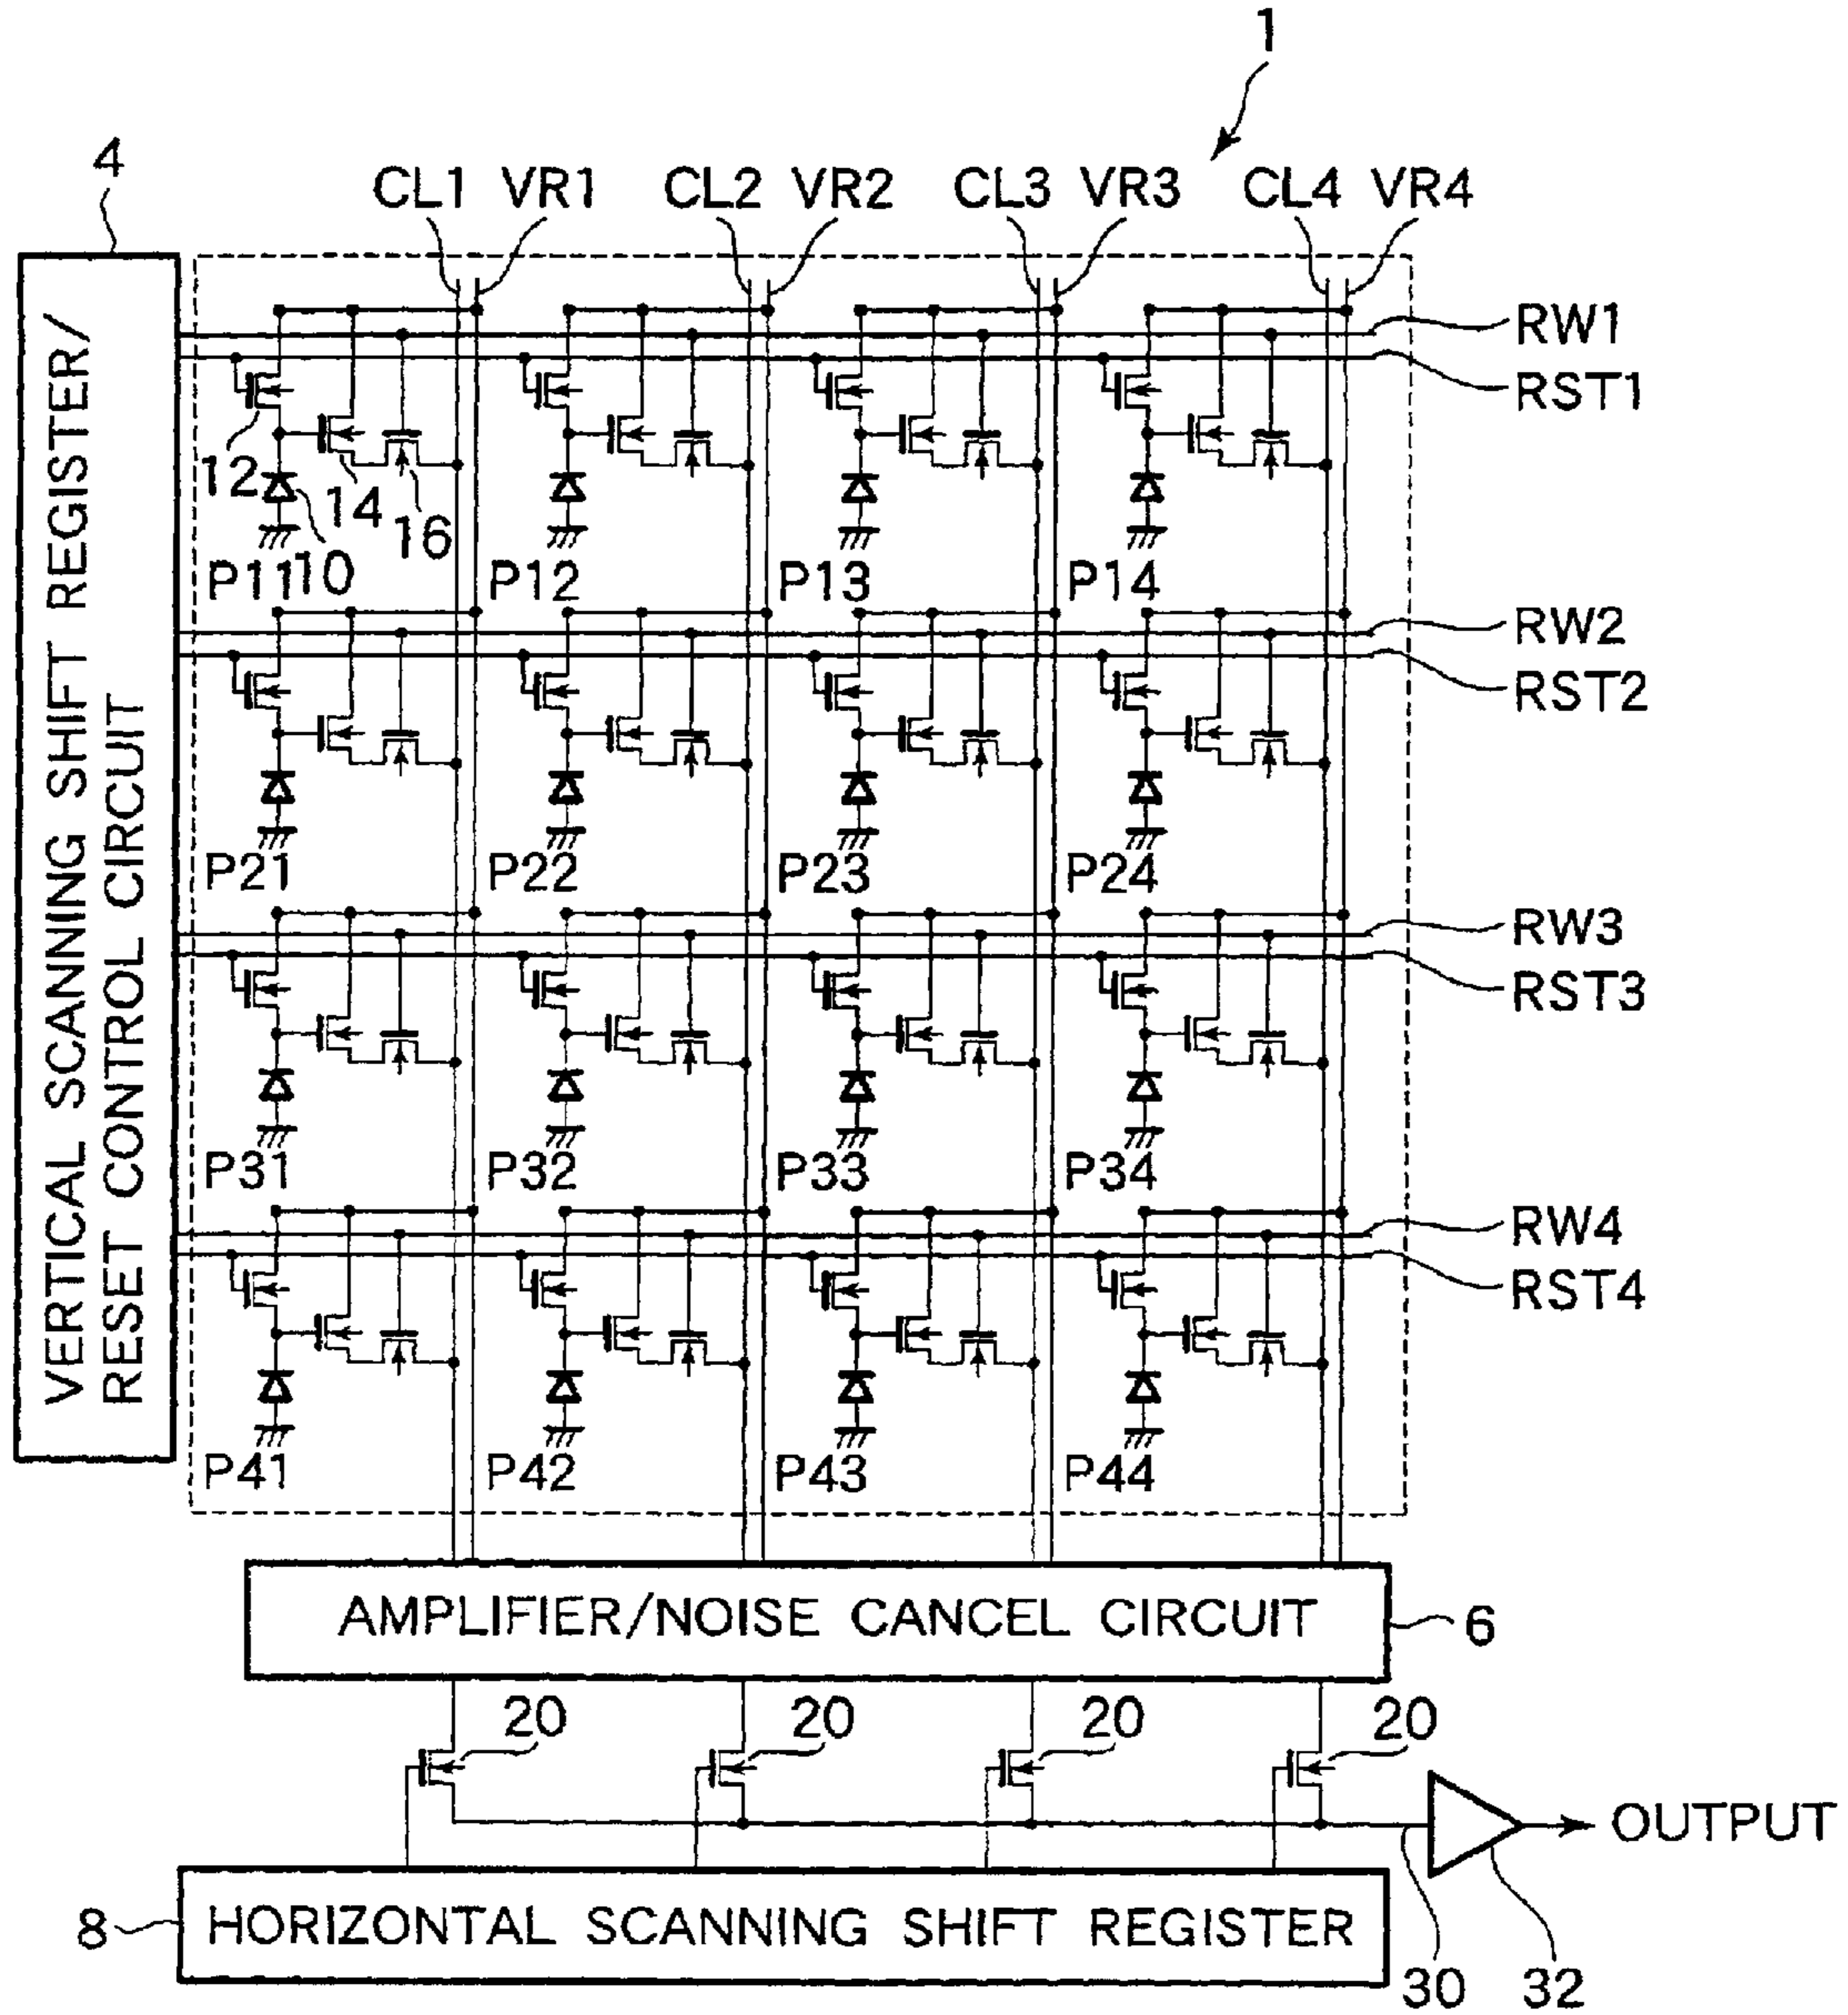 1
4
CL1 VR1 CL2 VR2 CL3 VR3 CL4 VR4
VERTICAL SCANNING SHIFT REGISTER/
RESET CONTROL CIRCUIT
RW1
RST1
12
14
16
10
P11
P12
P13
P14
RW2
RST2
P21
P22
P23
P24
RW3
RST3
P31
P32
P33
P34
RW4
RST4
P41
P42
P43
P44
AMPLIFIER/NOISE CANCEL CIRCUIT
6
20
20
20
20
OUTPUT
8
HORIZONTAL SCANNING SHIFT REGISTER
30
32